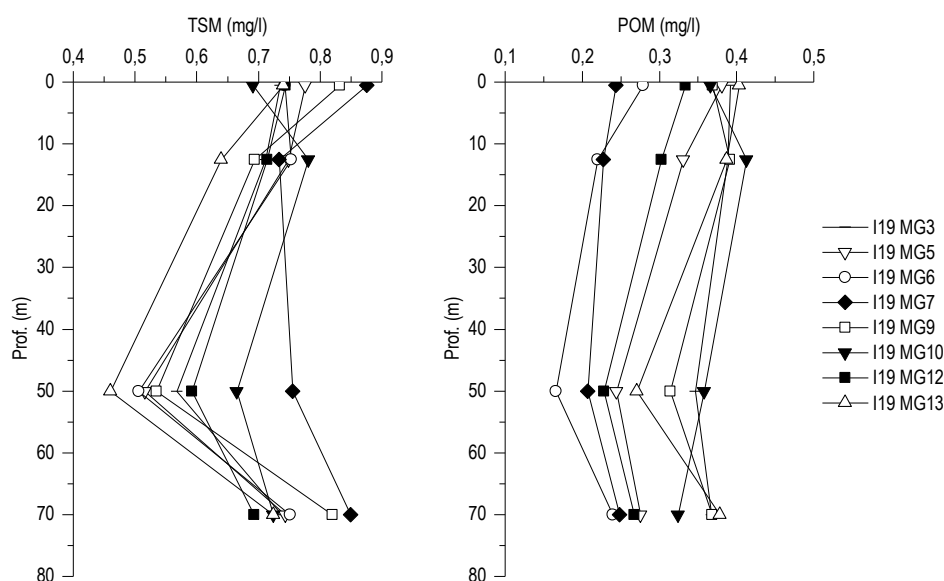 TSM (mg/l)
0,4 0,5 0,6 0,7 0,8 0,9
0
10
20
30
40
50
60
70
80
Prof. (m)
POM (mg/l)
0,1 0,2 0,3 0,4 0,5
0
10
20
30
40
50
60
70
80
Prof. (m)
I19 MG3
I19 MG5
I19 MG6
I19 MG7
I19 MG9
I19 MG10
I19 MG12
I19 MG13